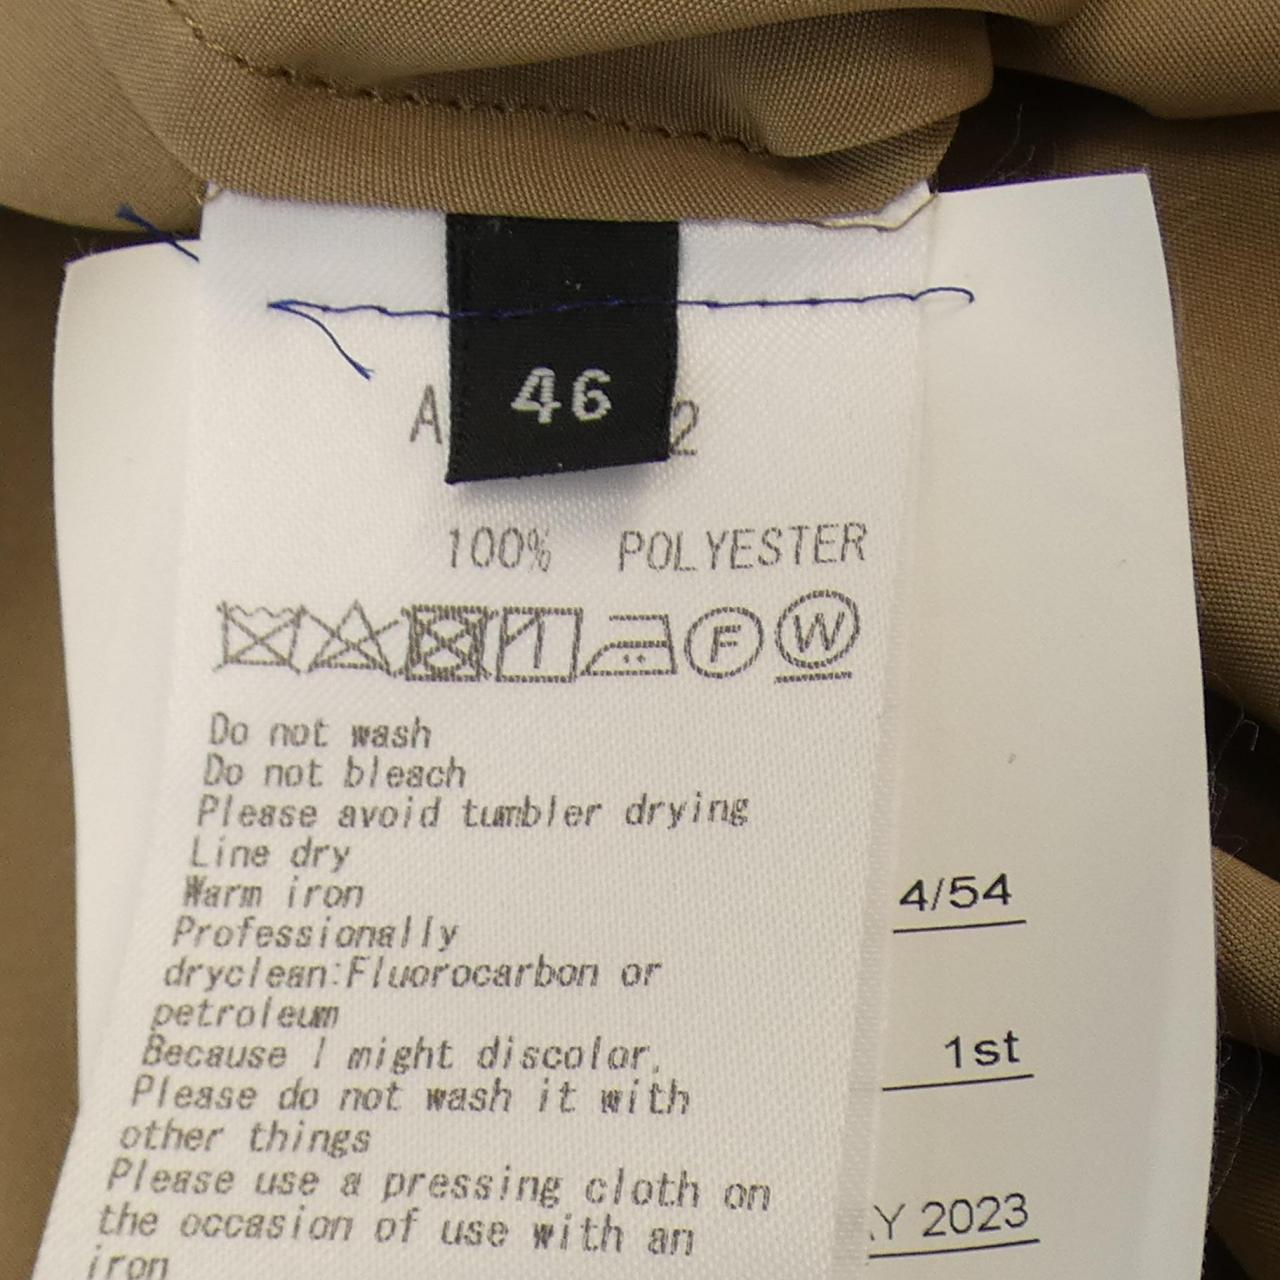 46
A
2
100% POLYESTER
F W
Do not wash
Do not bleach
Please avoid tumbler drying
Line dry
Warm iron
Professionally
dryclean:Fluorocarbon or
petroleum
Because I might discolor,
Please do not wash it with
other things
Please use a pressing cloth on
the occasion of use with an
iron
4/54
1st
Y 2023